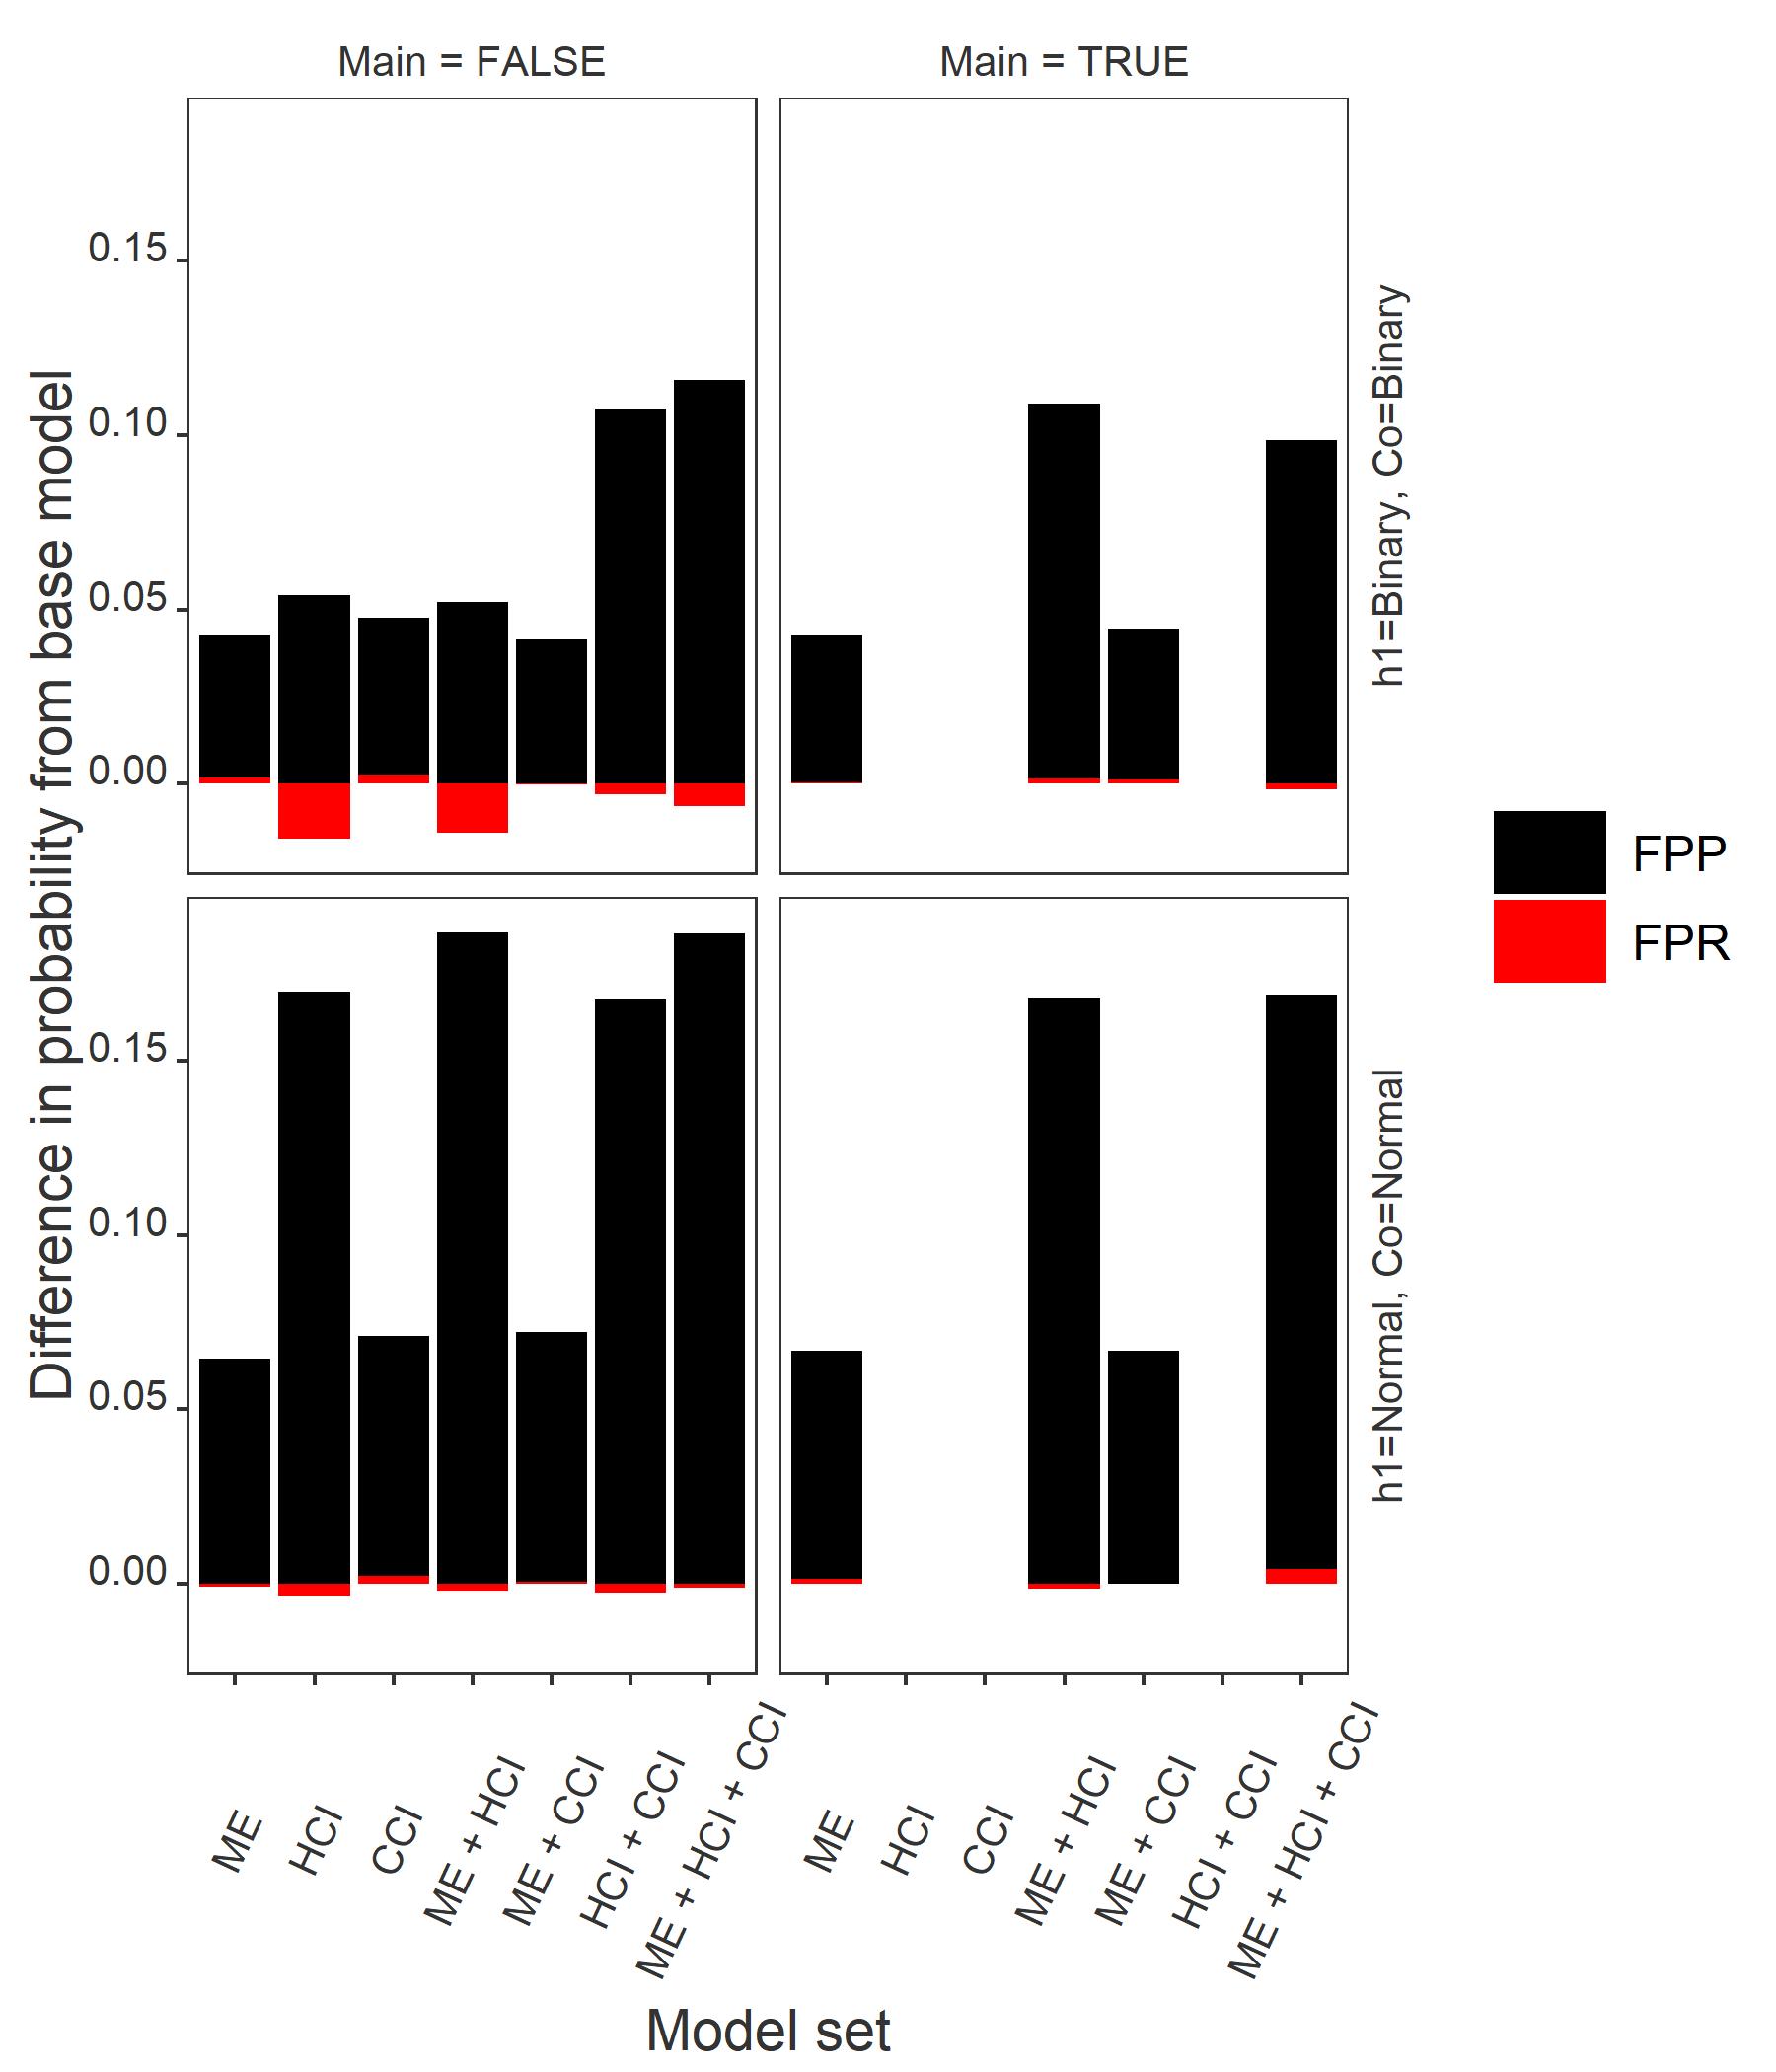 Main = FALSE
Main = TRUE
Difference in probability from base model
0.15
0.10
0.05
0.00
h1=Binary, Co=Binary
0.15
0.10
0.05
0.00
h1=Normal, Co=Normal
FPP
FPR
ME
HCI
CCI
ME + HCI
ME + CCI
HCI + CCI
ME + HCI + CCI
ME
HCI
CCI
ME + HCI
ME + CCI
HCI + CCI
ME + HCI + CCI
Model set